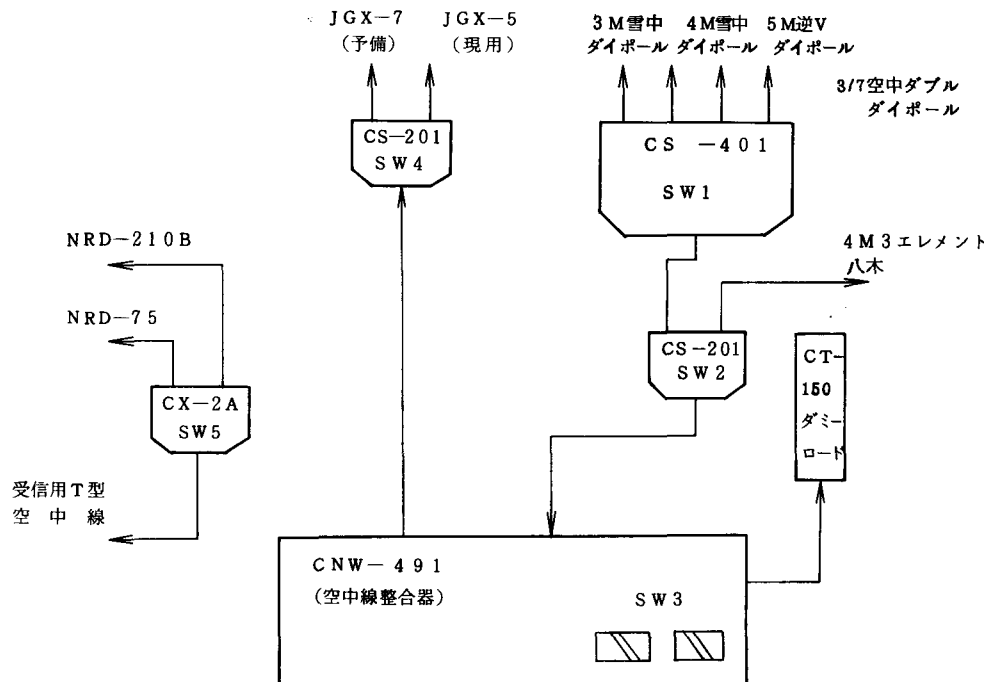 JGX-7
(予備)
JGX-5
(現用)
3M雪中
ダイポール
4M雪中
ダイポール
5M逆V
ダイポール
3/7空中ダブル
ダイポール
CS-201
SW4
CS -401
SW1
NRD-210B
NRD-75
4M3エレメント
八木
CS-201
SW2
CX-2A
SW5
CT-
150
ダミー
ロード
受信用T型
空中線
CNW-491
(空中線整合器)
SW3